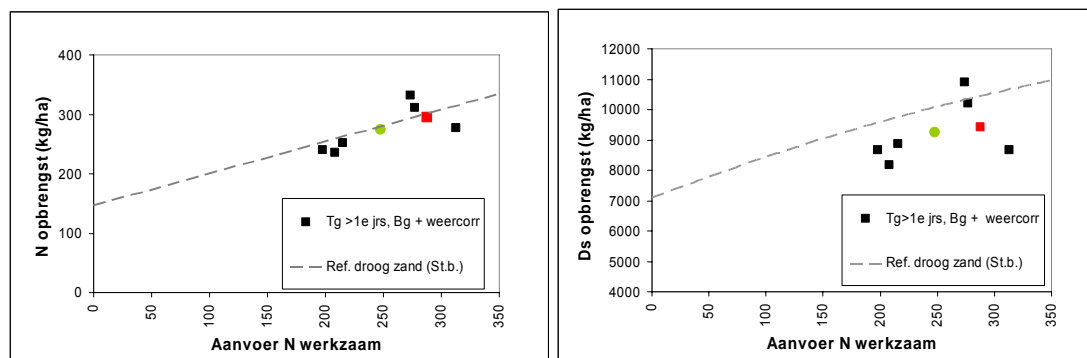 N opbrengst (kg/ha)
400
300
200
100
0
Tg >1e jrs, Bg + weercorr
Ref. droog zand (St.b.)
0 50 100 150 200 250 300 350
Aanvoer N werkzaam
Ds opbrengst (kg/ha)
12000
11000
10000
9000
8000
7000
6000
5000
4000
Tg>1e jrs, Bg + weercorr
Ref. droog zand (St.b.)
0 50 100 150 200 250 300 350
Aanvoer N werkzaam